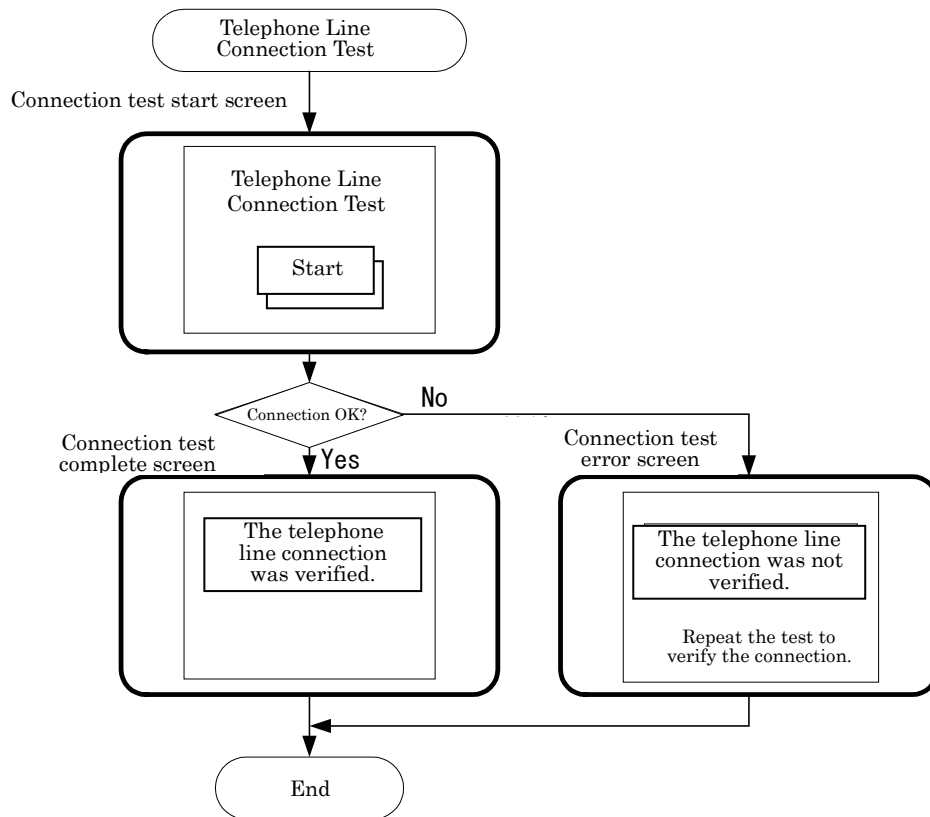 Telephone Line
Connection Test
Connection test start screen
Telephone Line
Connection Test
Start
Connection OK?
No
Yes
Connection test
complete screen
The telephone
line connection
was verified.
Connection test
error screen
The telephone line
connection was not
verified.
Repeat the test to
verify the connection.
End